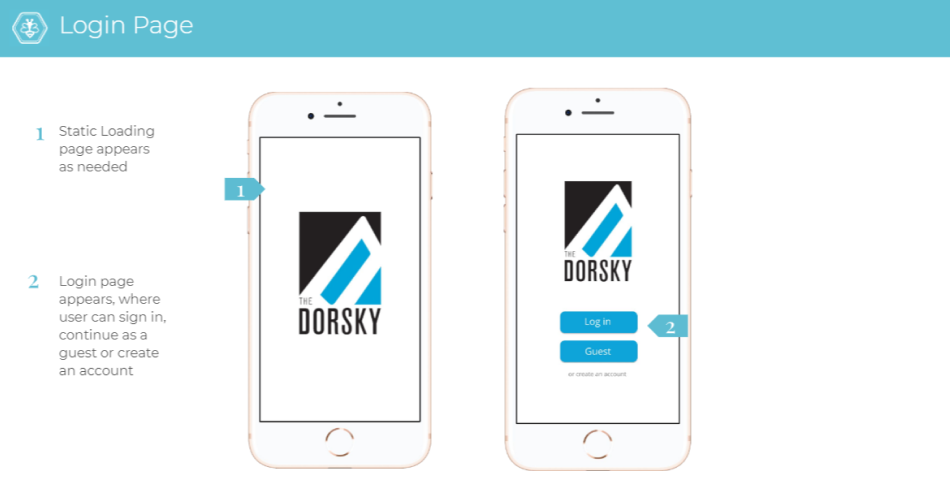 Login Page
1
Static Loading
page appears
as needed
2
Login page
appears, where
user can sign in,
continue as a
guest or create
an account
1
THE
DORSKY
THE
DORSKY
Log in
2
Guest
or create an account